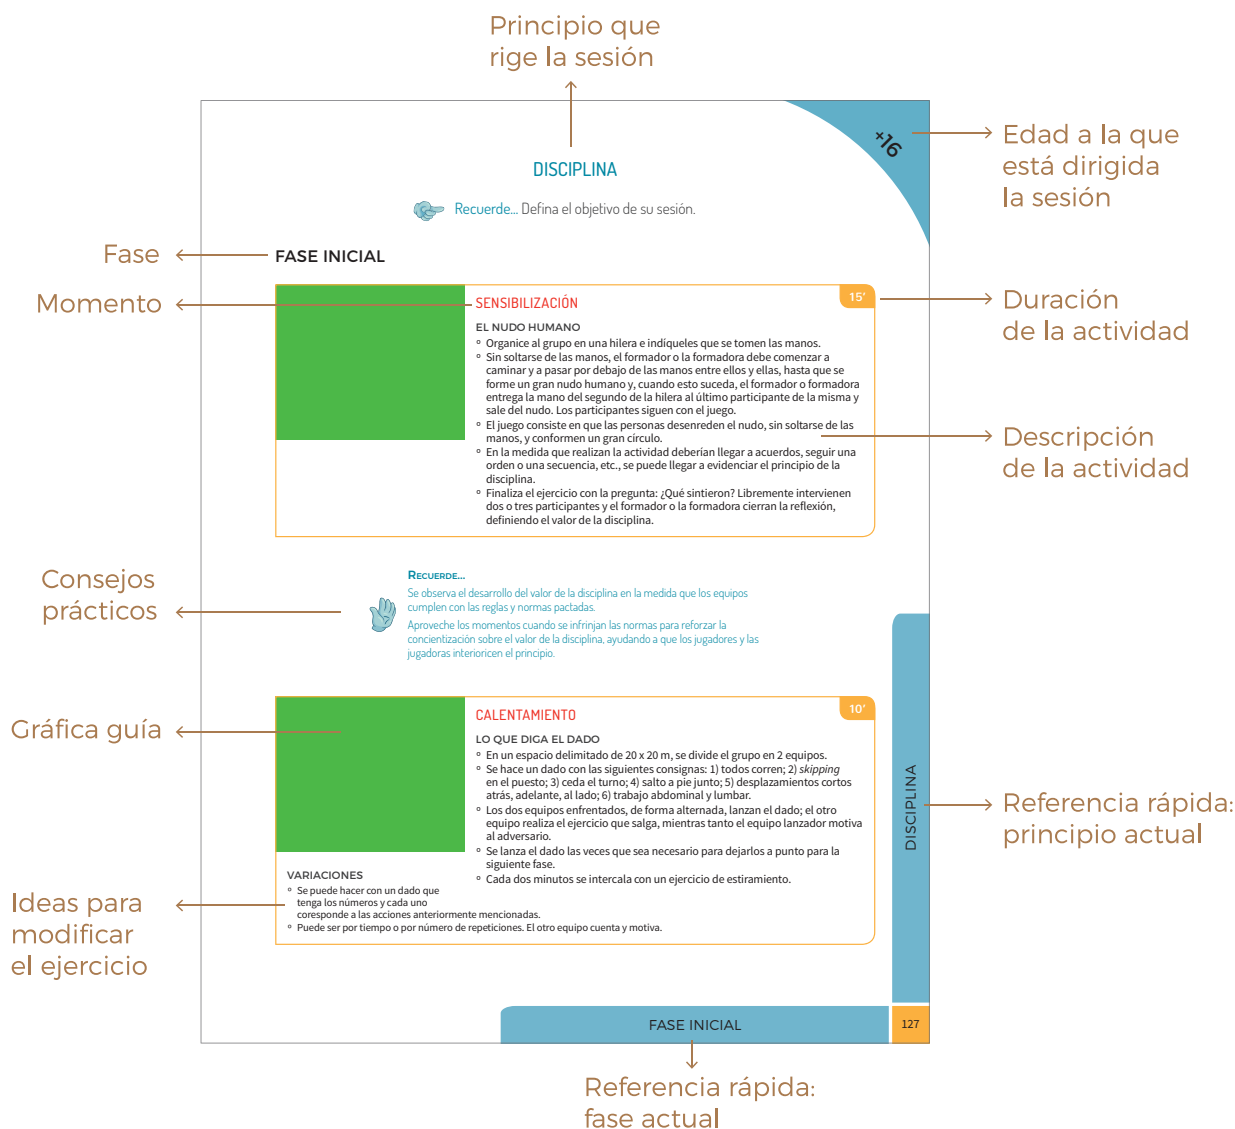 Principio que
rige la sesión
+16
Edad a la que
está dirigida
la sesión
DISCIPLINA
Recuerde... Defina el objetivo de su sesión.
Fase
FASE INICIAL
Momento
SENSIBILIZACIÓN
15’
Duración
de la actividad
EL NUDO HUMANO
º Organice al grupo en una hilera e indíqueles que se tomen las manos.
º Sin soltarse de las manos, el formador o la formadora debe comenzar a
caminar y a pasar por debajo de las manos entre ellos y ellas, hasta que se
forme un gran nudo humano y, cuando esto suceda, el formador o formadora
entrega la mano del segundo de la hilera al último participante de la misma y
sale del nudo. Los participantes siguen con el juego.
º El juego consiste en que las personas desenreden el nudo, sin soltarse de las
manos, y conformen un gran círculo.
º En la medida que realizan la actividad deberían llegar a acuerdos, seguir una
orden o una secuencia, etc., se puede llegar a evidenciar el principio de la
disciplina.
º Finaliza el ejercicio con la pregunta: ¿Qué sintieron? Libremente intervienen
dos o tres participantes y el formador o la formadora cierran la reflexión,
definiendo el valor de la disciplina.
Descripción
de la actividad
Consejos
prácticos
Recuerde...
Se observa el desarrollo del valor de la disciplina en la medida que los equipos
cumplen con las reglas y normas pactadas.
Aproveche los momentos cuando se infrinjan las normas para reforzar la
concientización sobre el valor de la disciplina, ayudando a que los jugadores y las
jugadoras interioricen el principio.
Gráfica guía
CALENTAMIENTO
10’
LO QUE DIGA EL DADO
º En un espacio delimitado de 20 x 20 m, se divide el grupo en 2 equipos.
º Se hace un dado con las siguientes consignas: 1) todos corren; 2) skipping
en el puesto; 3) ceda el turno; 4) salto a pie junto; 5) desplazamientos cortos
atrás, adelante, al lado; 6) trabajo abdominal y lumbar.
º Los dos equipos enfrentados, de forma alternada, lanzan el dado; el otro
equipo realiza el ejercicio que salga, mientras tanto el equipo lanzador motiva
al adversario.
º Se lanza el dado las veces que sea necesario para dejarlos a punto para la
siguiente fase.
º Cada dos minutos se intercala con un ejercicio de estiramiento.
VARIACIONES
º Se puede hacer con un dado que
tenga los números y cada uno
coresponde a las acciones anteriormente mencionadas.
º Puede ser por tiempo o por número de repeticiones. El otro equipo cuenta y motiva.
Ideas para
modificar
el ejercicio
DISCIPLINA
Referencia rápida:
principio actual
FASE INICIAL
127
Referencia rápida:
fase actual